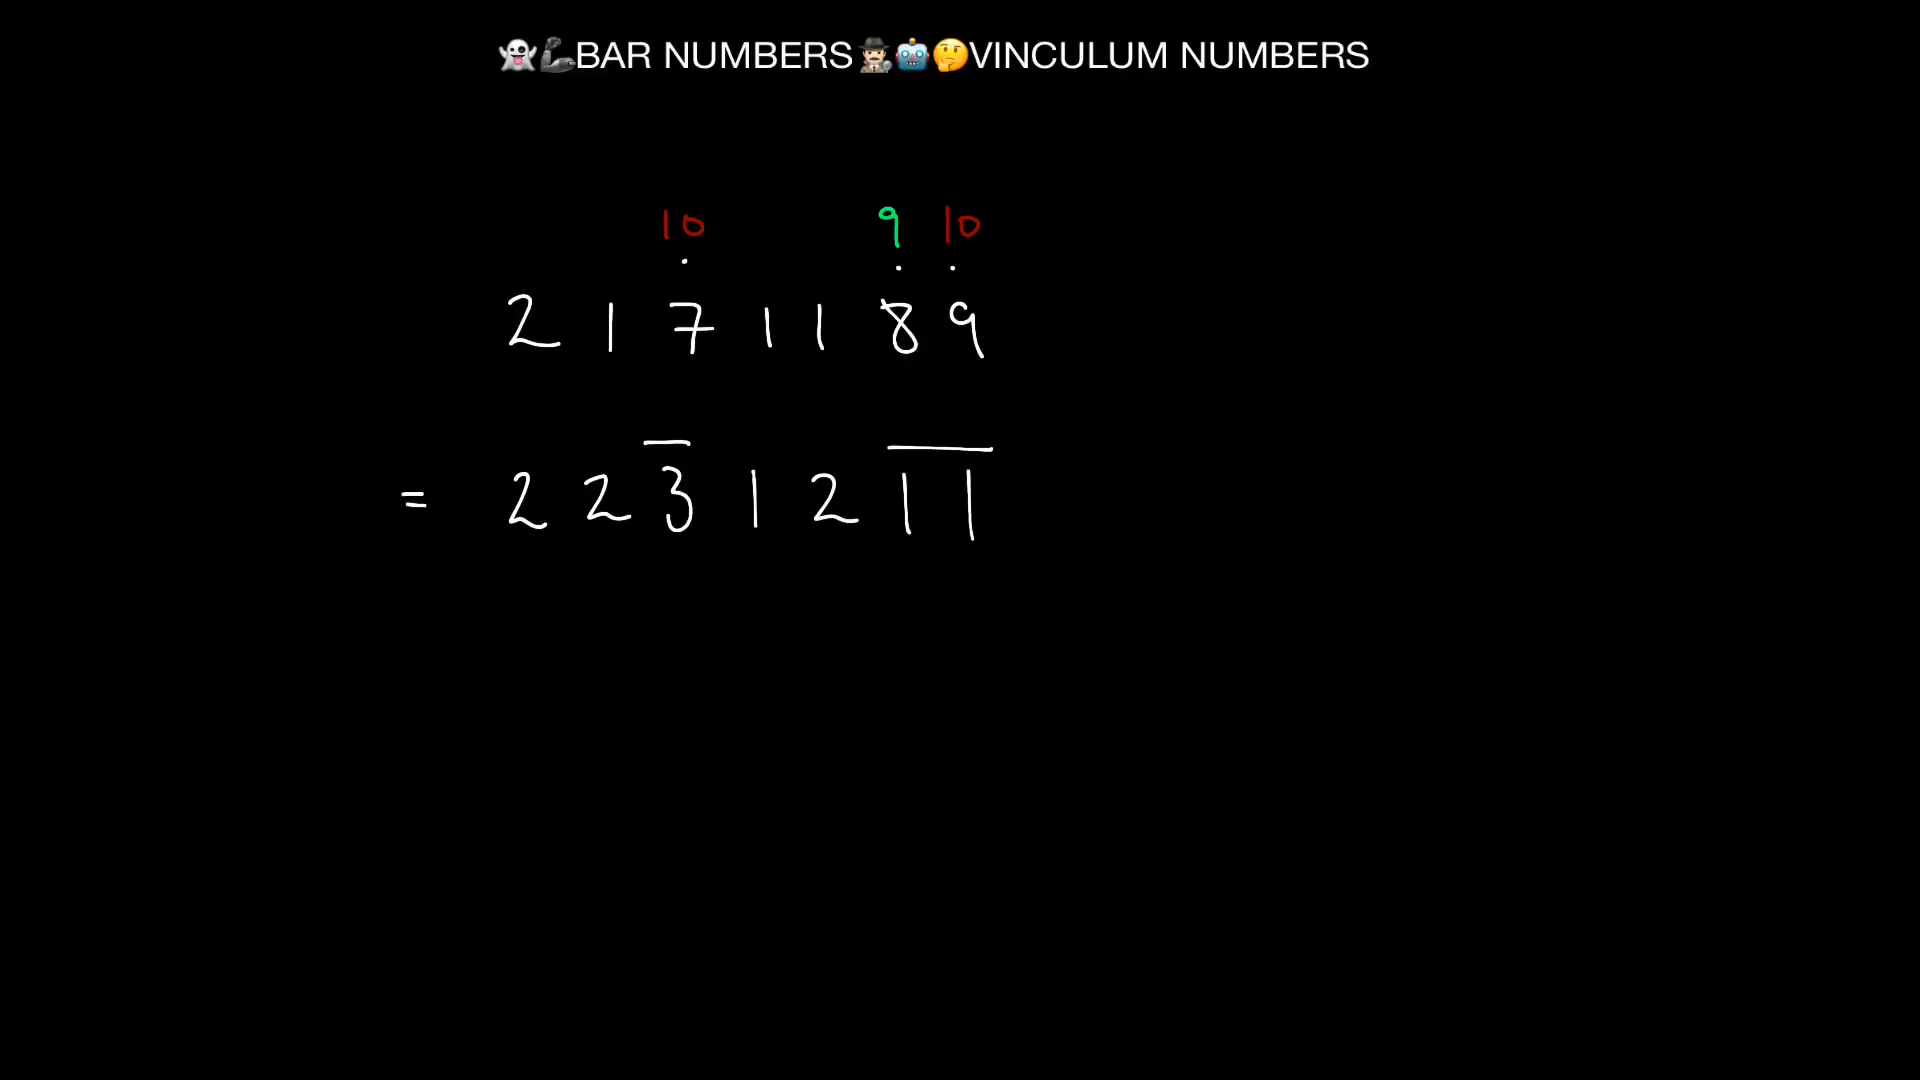 👻🦾BAR NUMBERS🕵🏻‍♂️🤖🤔VINCULUM NUMBERS
10 9 10
2 1 7 1 1 8 9
= 2 2 3̅ 1 2 1̅ 1̅